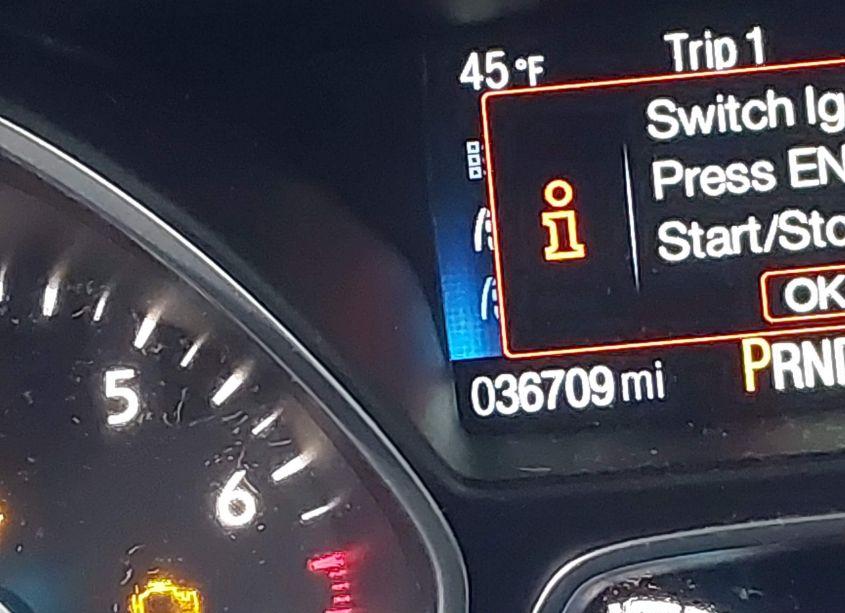 45 °F
Trip 1
Switch Ig
Press EN
Start/Sto
OK
036709 mi
PRND
5
6